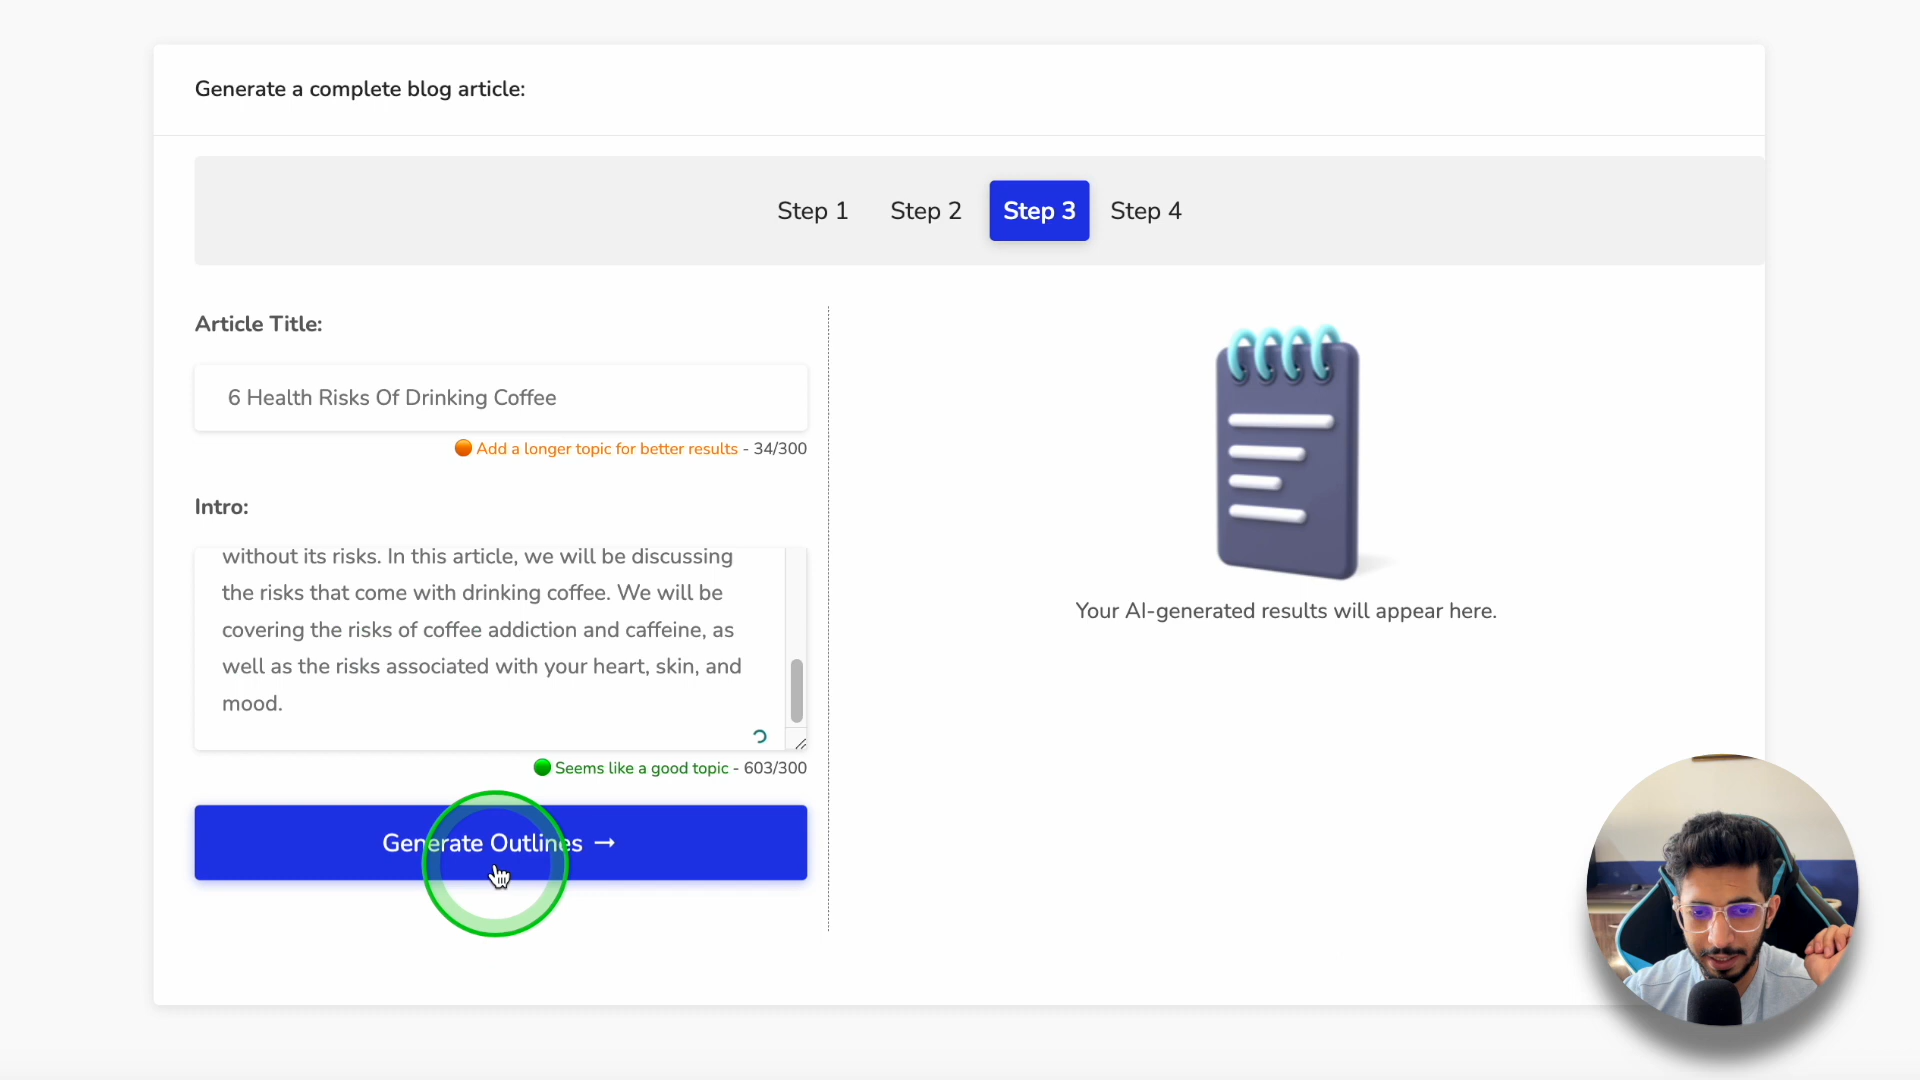 Generate a complete blog article:
Step 1 Step 2 Step 3 Step 4
Article Title:
6 Health Risks Of Drinking Coffee
Add a longer topic for better results - 34/300
Intro:
without its risks. In this article, we will be discussing
the risks that come with drinking coffee. We will be
covering the risks of coffee addiction and caffeine, as
well as the risks associated with your heart, skin, and
mood.
Seems like a good topic - 603/300
Generate Outlines →
Your AI-generated results will appear here.